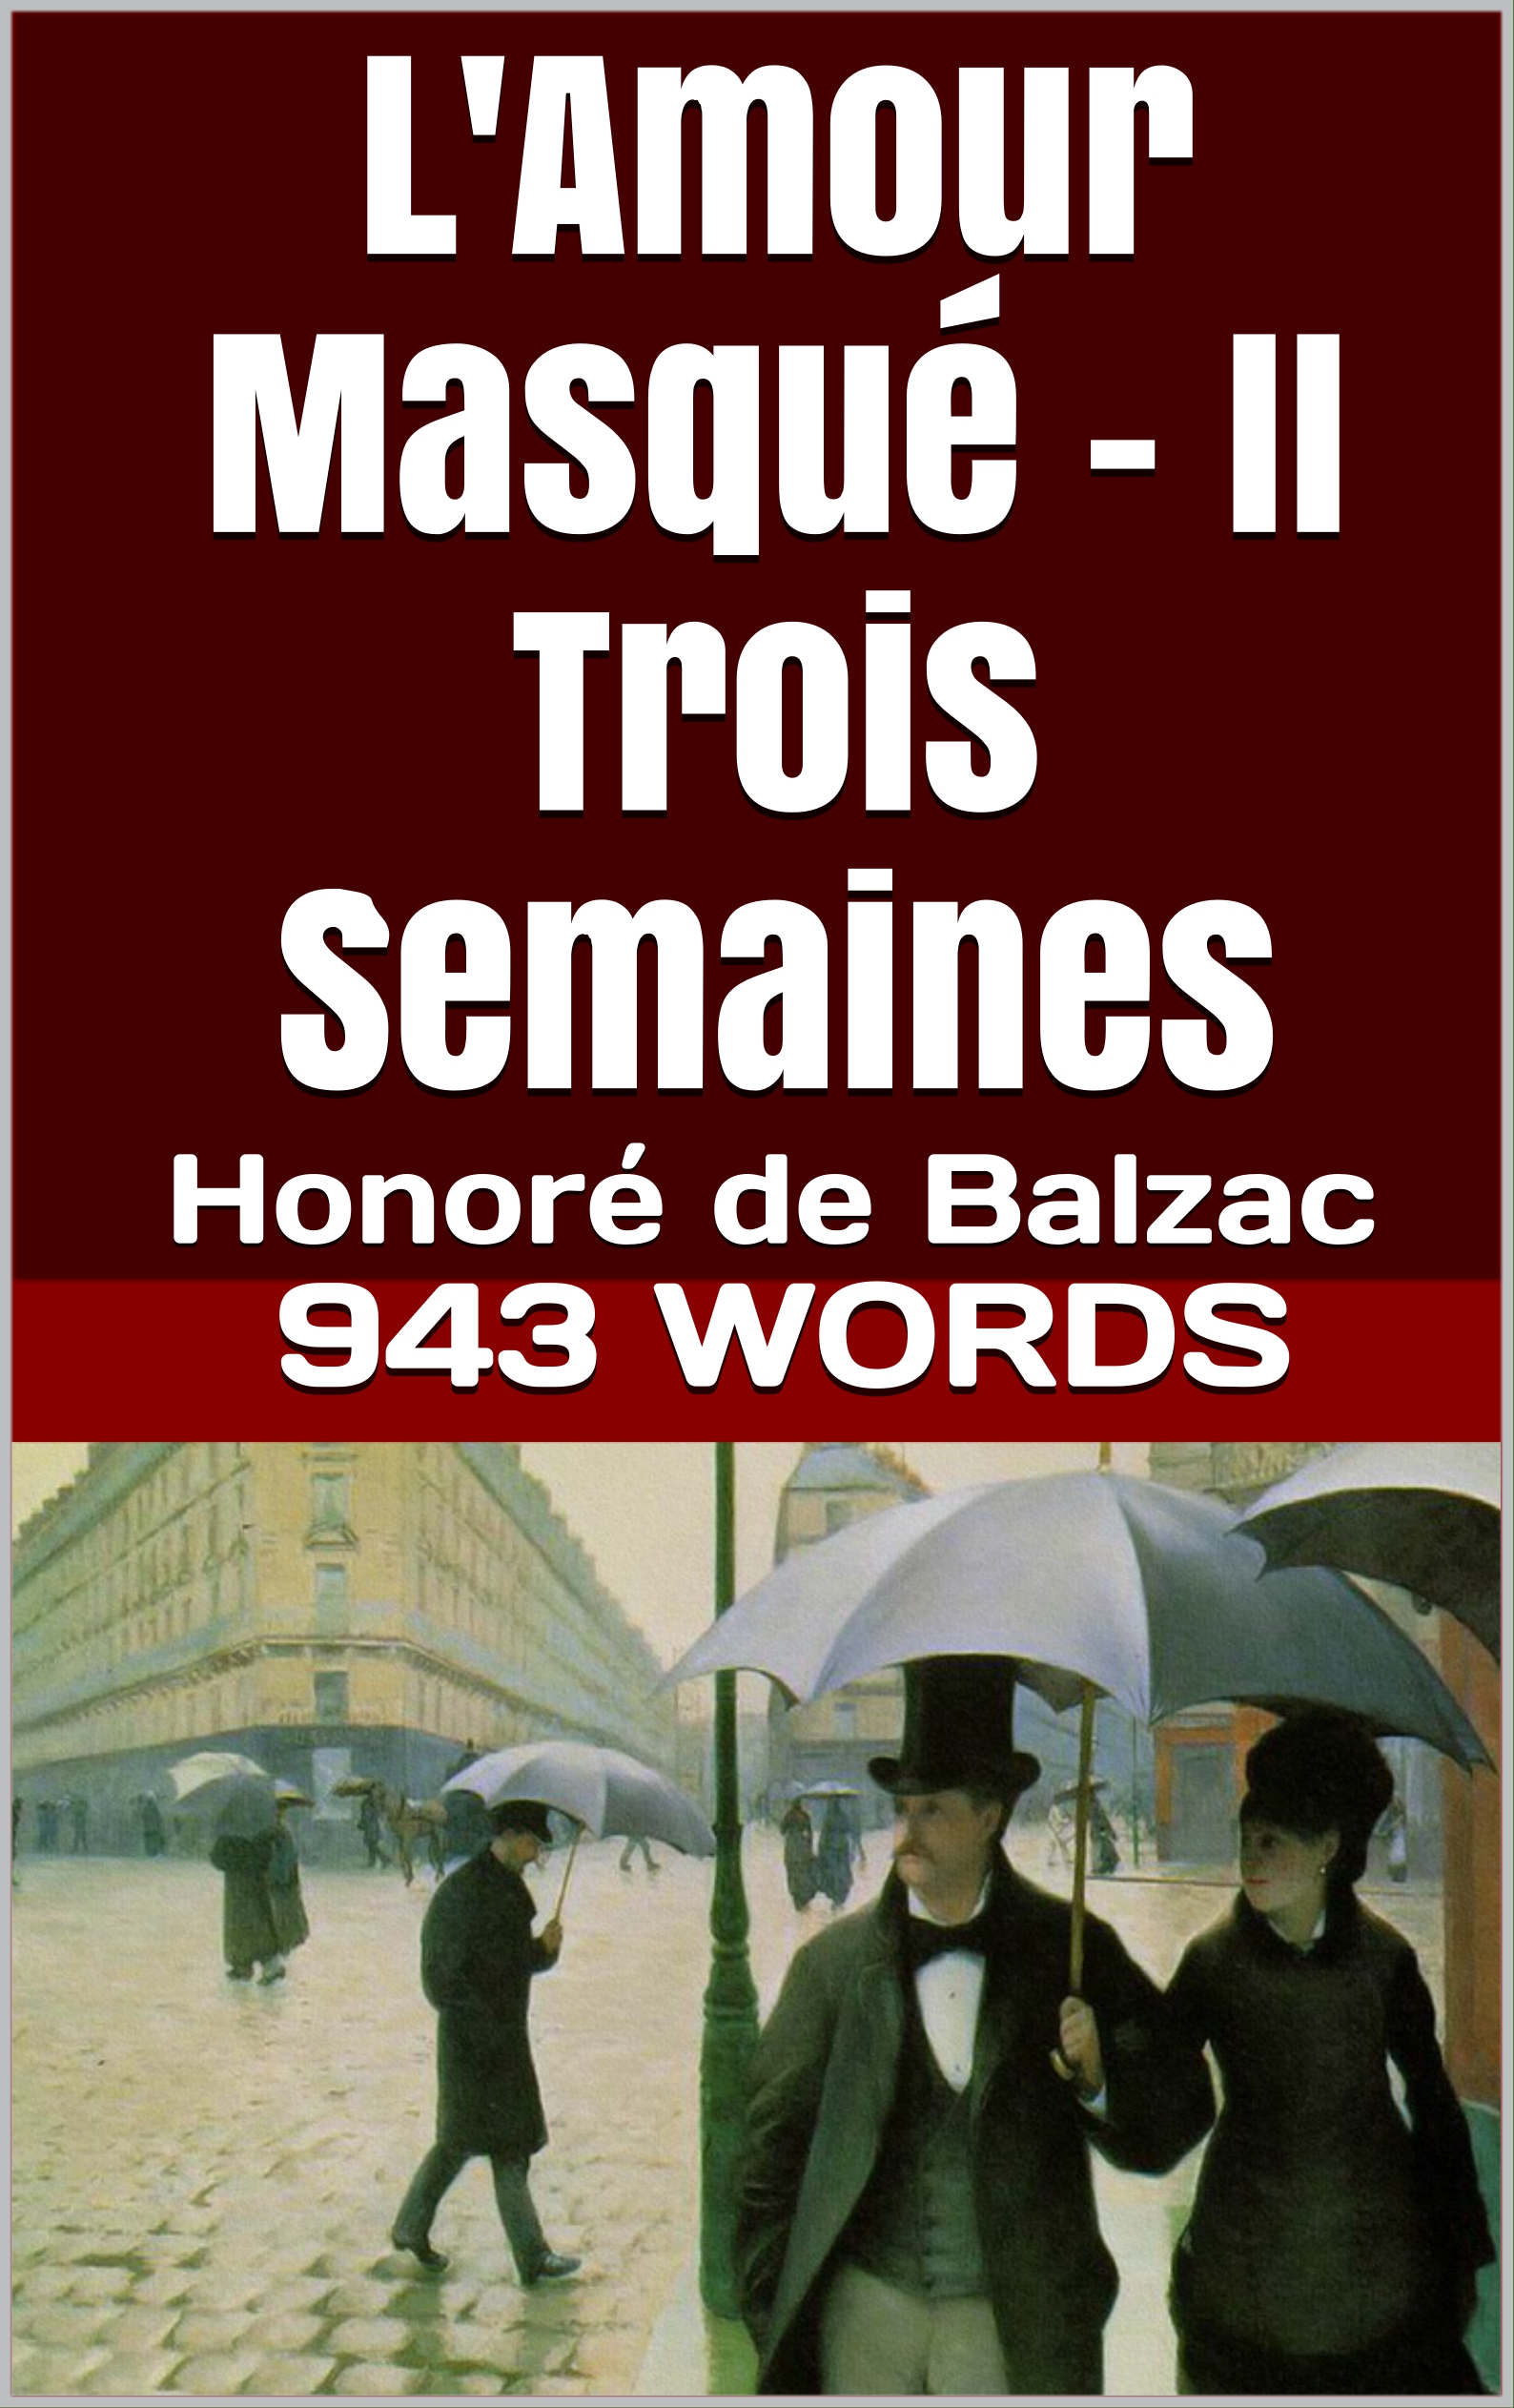 L'Amour
Masqué - II
Trois
Semaines
Honoré de Balzac
943 WORDS